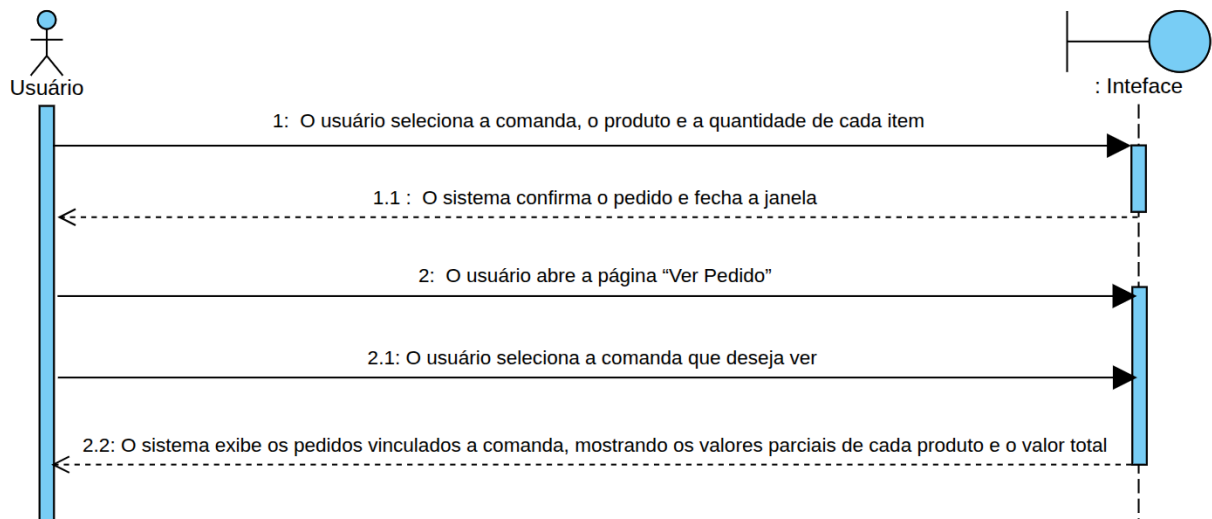 Usuário
: Inteface
1: O usuário seleciona a comanda, o produto e a quantidade de cada item
1.1 : O sistema confirma o pedido e fecha a janela
2: O usuário abre a página “Ver Pedido”
2.1: O usuário seleciona a comanda que deseja ver
2.2: O sistema exibe os pedidos vinculados a comanda, mostrando os valores parciais de cada produto e o valor total